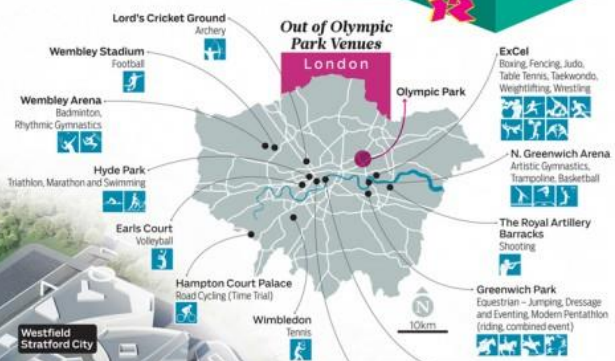 Lord's Cricket Ground
Archery
Out of Olympic
Park Venues
London
Wembley Stadium
Football
ExCel
Boxing, Fencing, Judo,
Table Tennis, Taekwondo,
Weightlifting, Wrestling
Olympic Park
Wembley Arena
Badminton,
Rhythmic Gymnastics
N. Greenwich Arena
Artistic Gymnastics,
Trampoline, Basketball
Hyde Park
Triathlon, Marathon and Swimming
Earls Court
Volleyball
The Royal Artillery
Barracks
Shooting
Hampton Court Palace
Road Cycling (Time Trial)
Greenwich Park
Equestrian – Jumping, Dressage
and Eventing, Modern Pentathlon
(riding, combined event)
Wimbledon
Tennis
N
10km
Westfield
Stratford City